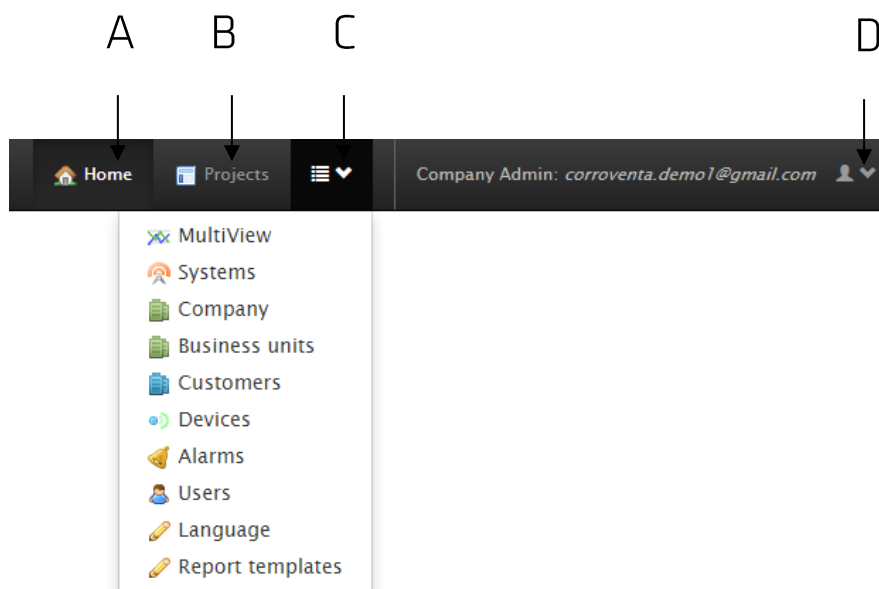 A B C D
Home Projects Company Admin: corroventa.demo1@gmail.com
MultiView
Systems
Company
Business units
Customers
Devices
Alarms
Users
Language
Report templates